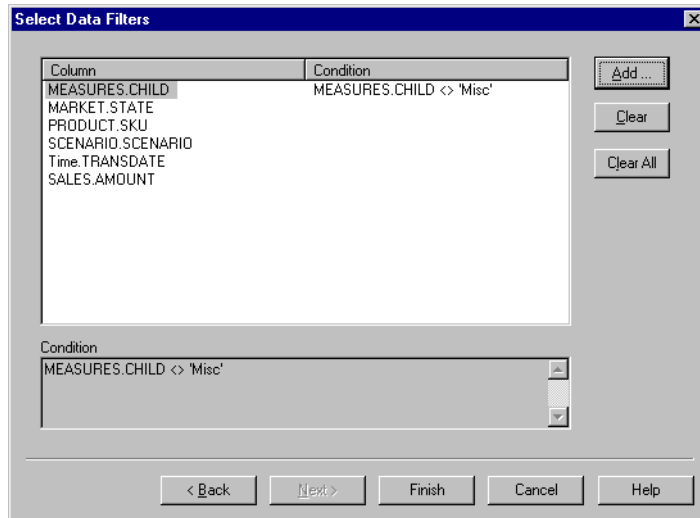 Select Data Filters
Column Condition
MEASURES.CHILD MEASURES.CHILD <> 'Misc'
MARKET.STATE
PRODUCT.SKU
SCENARIO.SCENARIO
Time.TRANSDATE
SALES.AMOUNT
Add ...
Clear
Clear All
Condition
MEASURES.CHILD <> 'Misc'
< Back Next > Finish Cancel Help